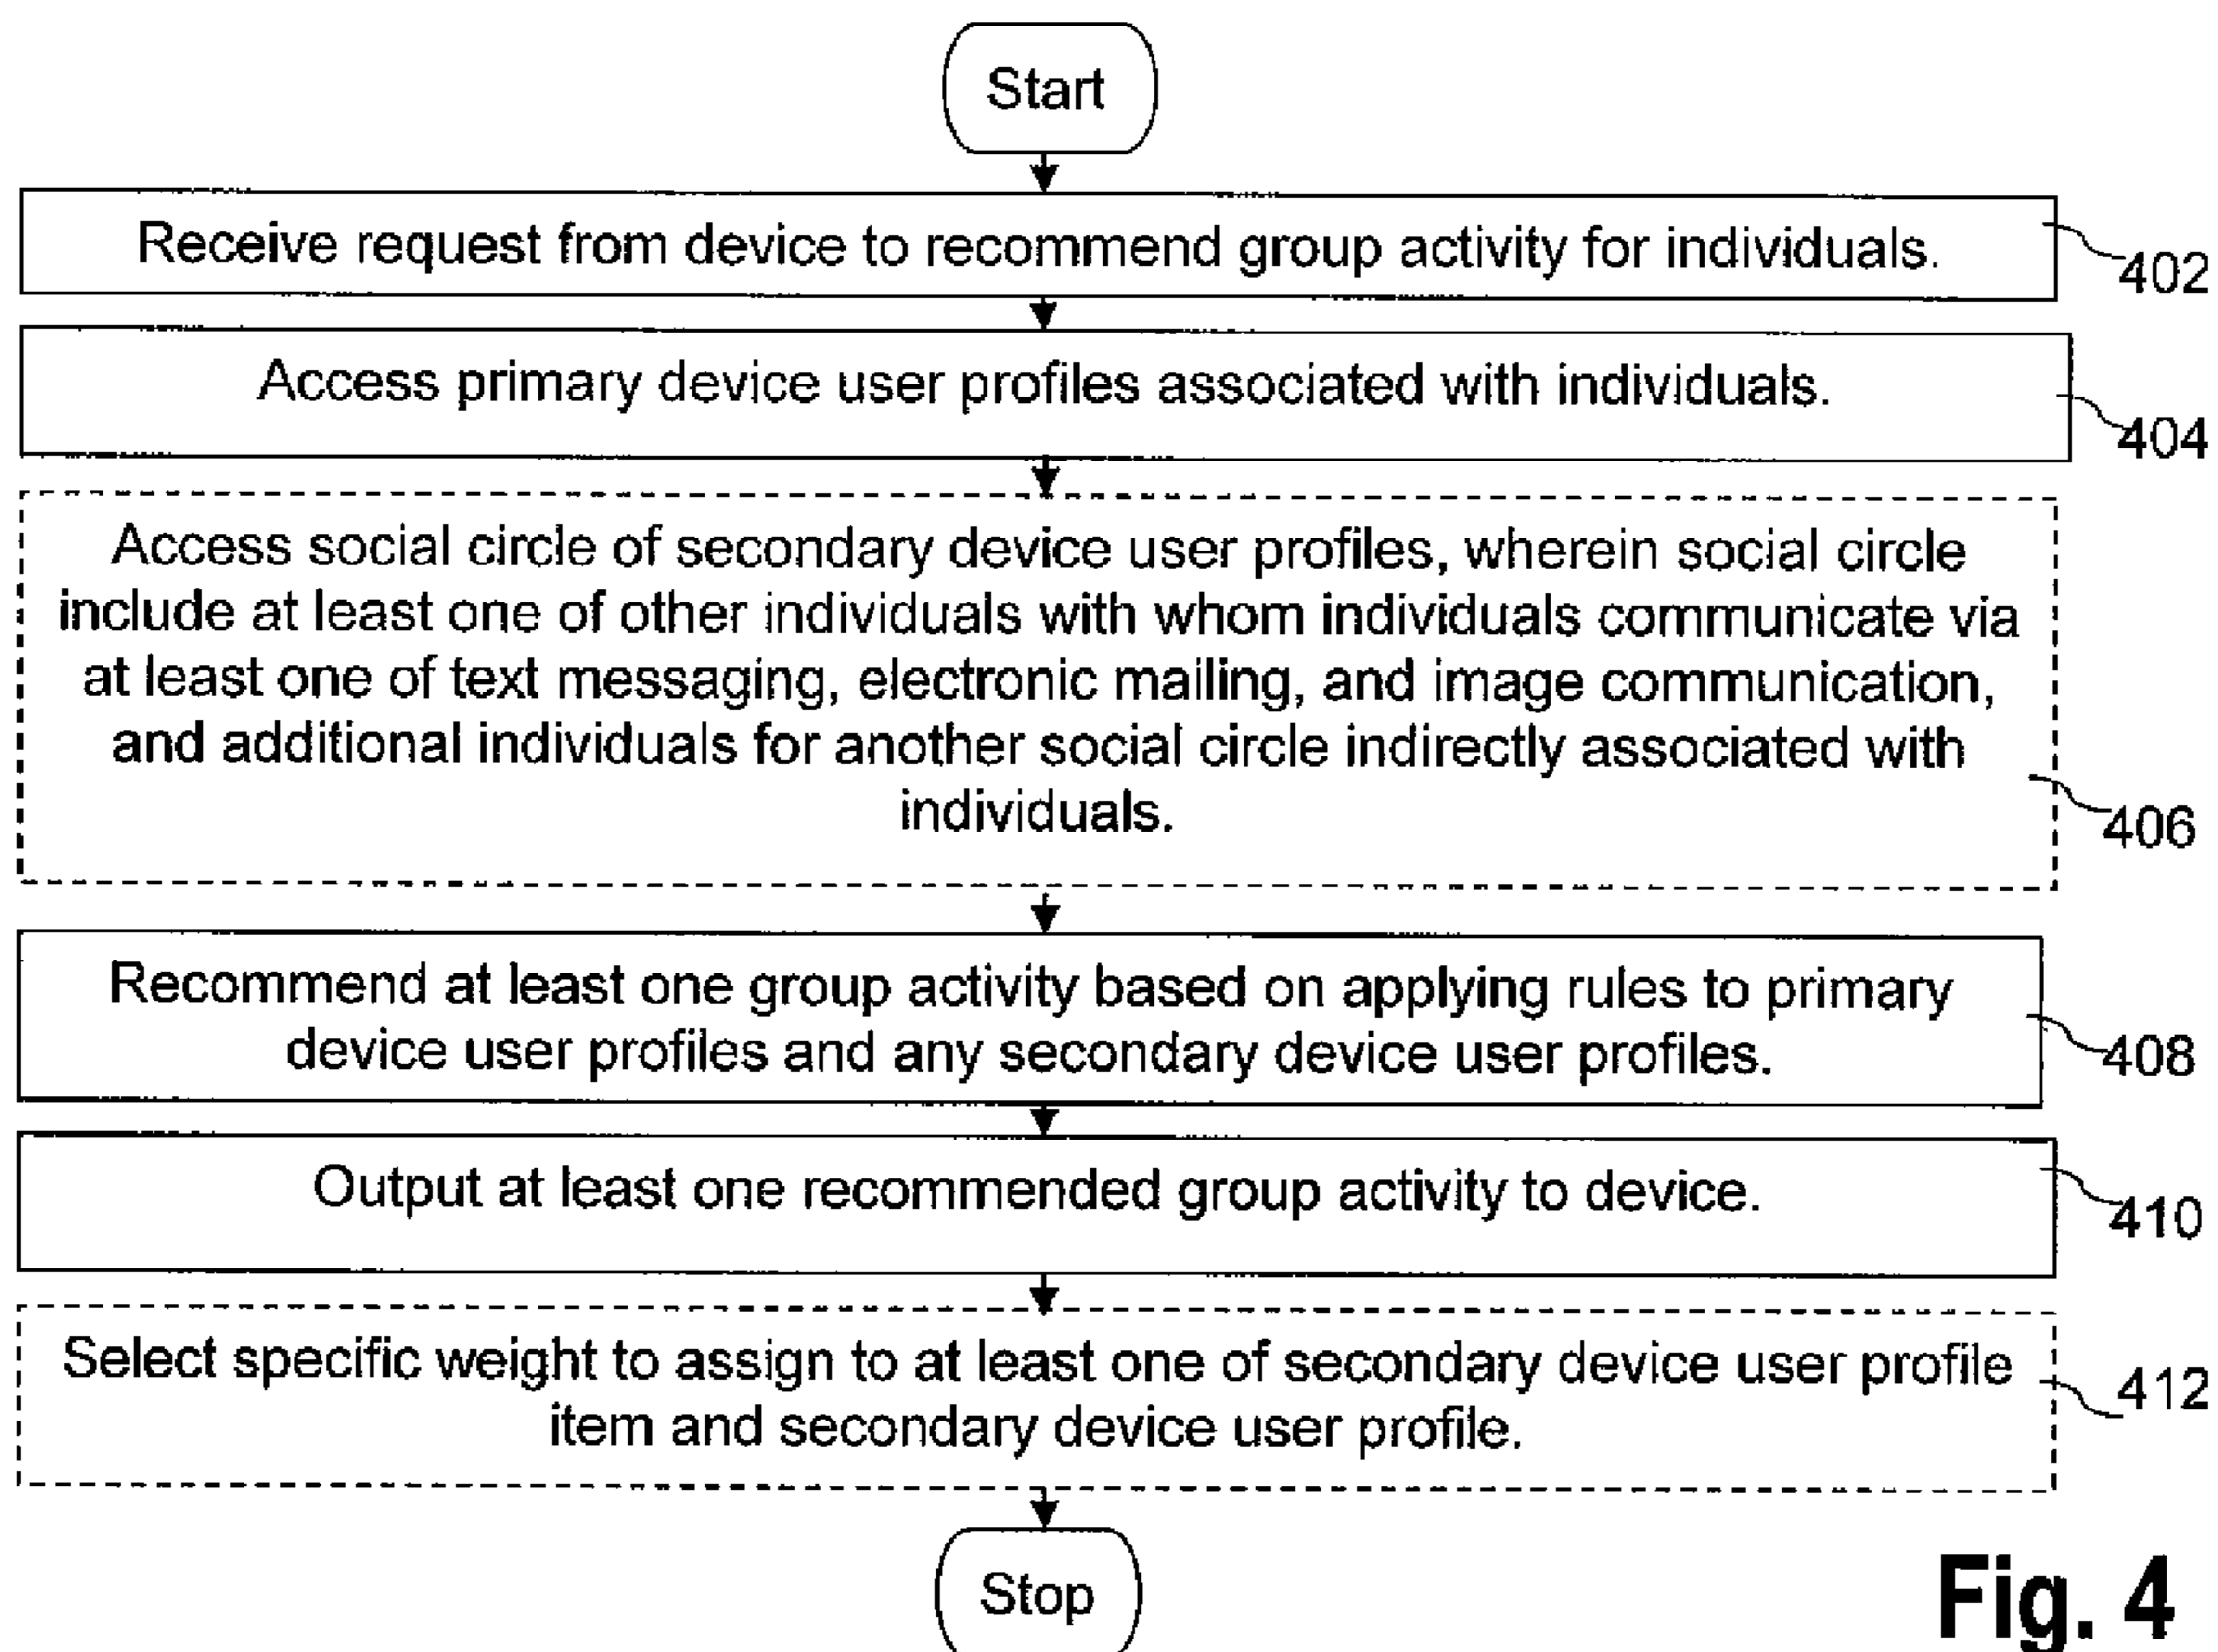 Start
Receive request from device to recommend group activity for individuals.
402
Access primary device user profiles associated with individuals.
404
Access social circle of secondary device user profiles, wherein social circle
include at least one of other individuals with whom individuals communicate via
at least one of text messaging, electronic mailing, and image communication,
and additional individuals for another social circle indirectly associated with
individuals.
406
Recommend at least one group activity based on applying rules to primary
device user profiles and any secondary device user profiles.
408
Output at least one recommended group activity to device.
410
Select specific weight to assign to at least one of secondary device user profile
item and secondary device user profile.
412
Stop
Fig. 4